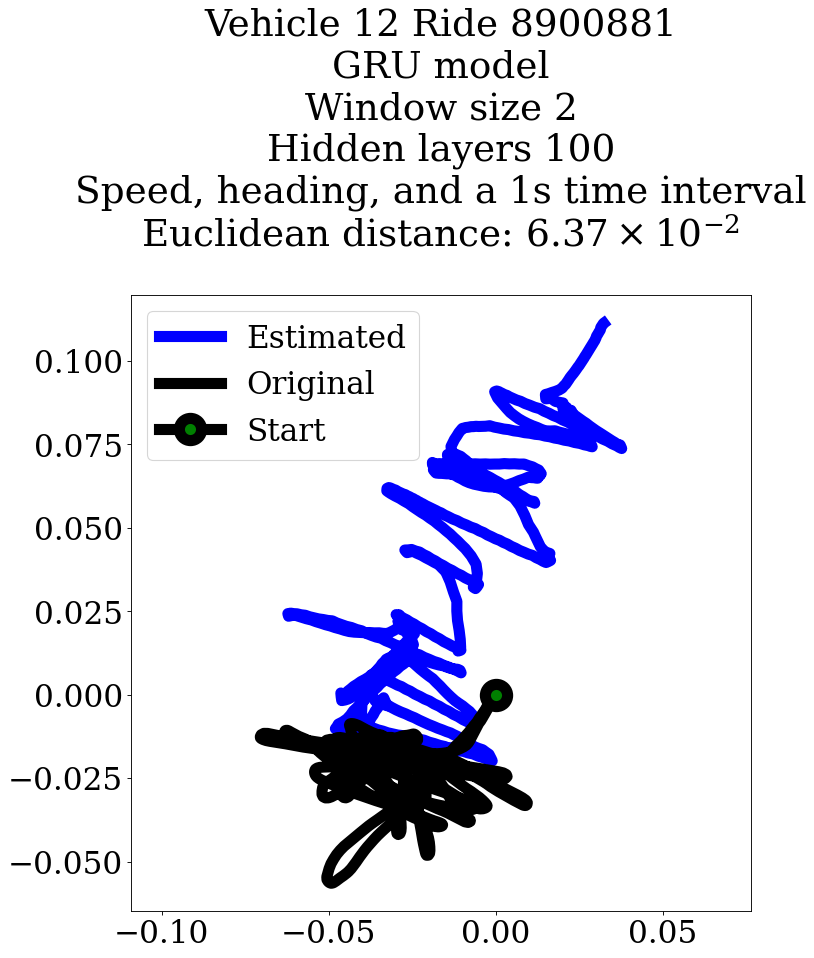 Vehicle 12 Ride 8900881
GRU model
Window size 2
Hidden layers 100
Speed, heading, and a 1s time interval
Euclidean distance: 6.37 × 10⁻²
Estimated
Original
Start
0.100
0.075
0.050
0.025
0.000
−0.025
−0.050
−0.10 −0.05 0.00 0.05